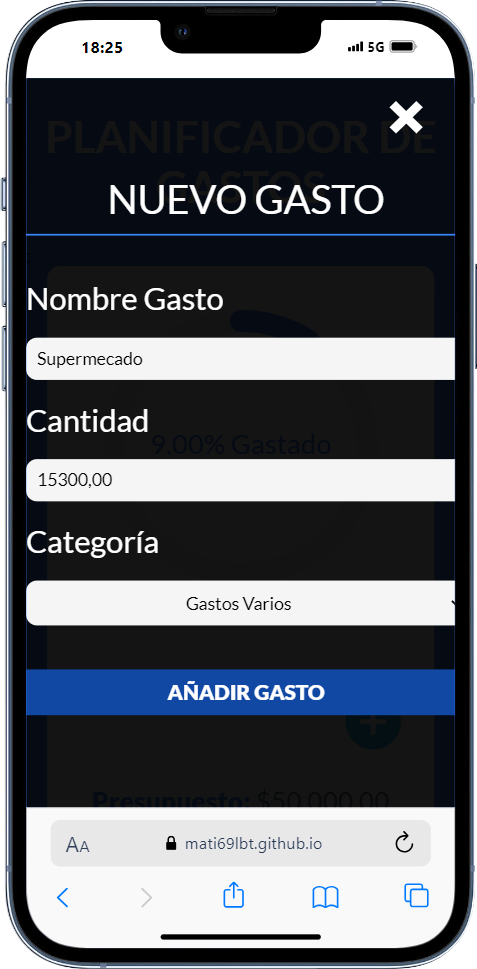 18:25
5G
PLANIFICADOR DE
GASTOS
NUEVO GASTO
Nombre Gasto
Supermecado
Cantidad
9.00% Gastado
15300,00
Categoría
Gastos Varios
AÑADIR GASTO
Presupuesto: $50.000,00
AA
mati69lbt.github.io